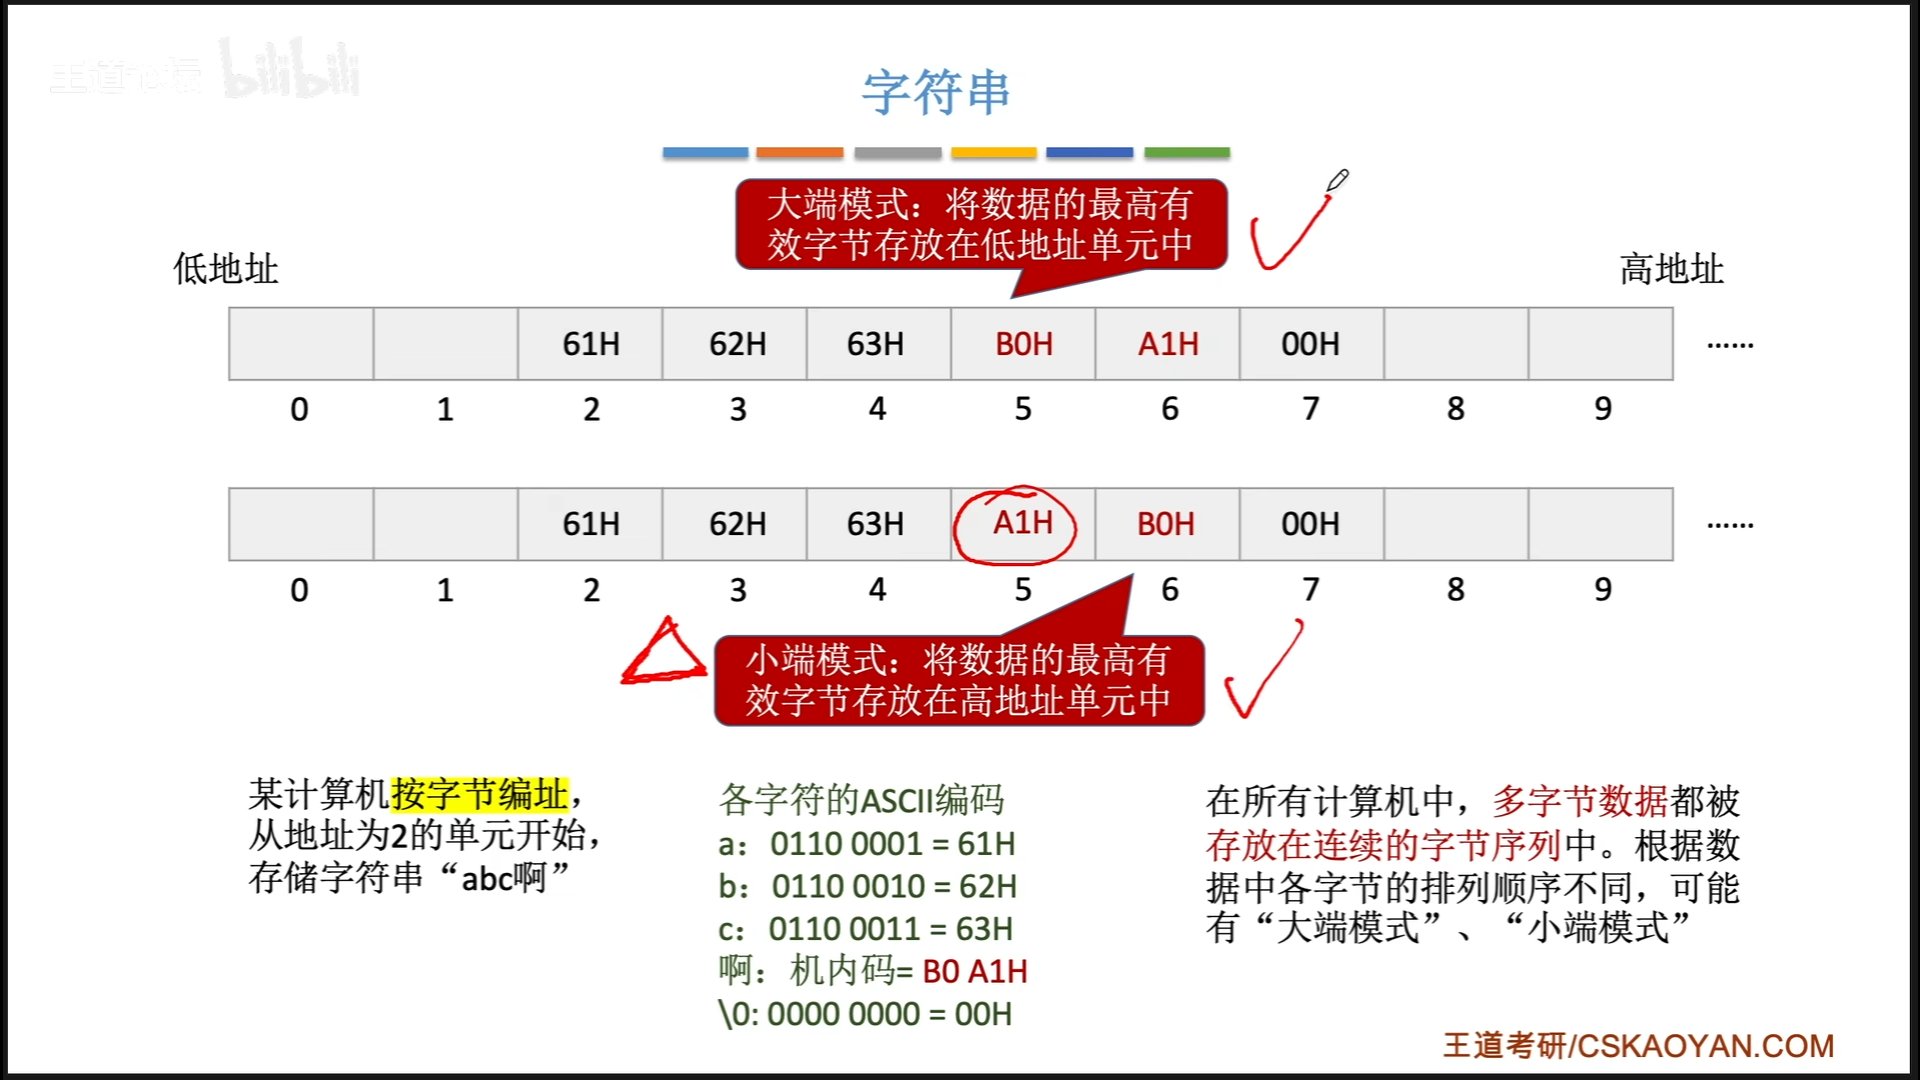 王道论坛 bilibili
字符串
大端模式：将数据的最高有
效字节存放在低地址单元中
低地址
高地址
61H 62H 63H B0H A1H 00H ······
0 1 2 3 4 5 6 7 8 9
61H 62H 63H A1H B0H 00H ······
0 1 2 3 4 5 6 7 8 9
小端模式：将数据的最高有
效字节存放在高地址单元中
某计算机按字节编址，
从地址为2的单元开始，
存储字符串“abc啊”
各字符的ASCII编码
a： 0110 0001 = 61H
b： 0110 0010 = 62H
c： 0110 0011 = 63H
啊：机内码= B0 A1H
\0: 0000 0000 = 00H
在所有计算机中，多字节数据都被
存放在连续的字节序列中。根据数
据中各字节的排列顺序不同，可能
有“大端模式”、“小端模式”
王道考研/CSKAOYAN.COM